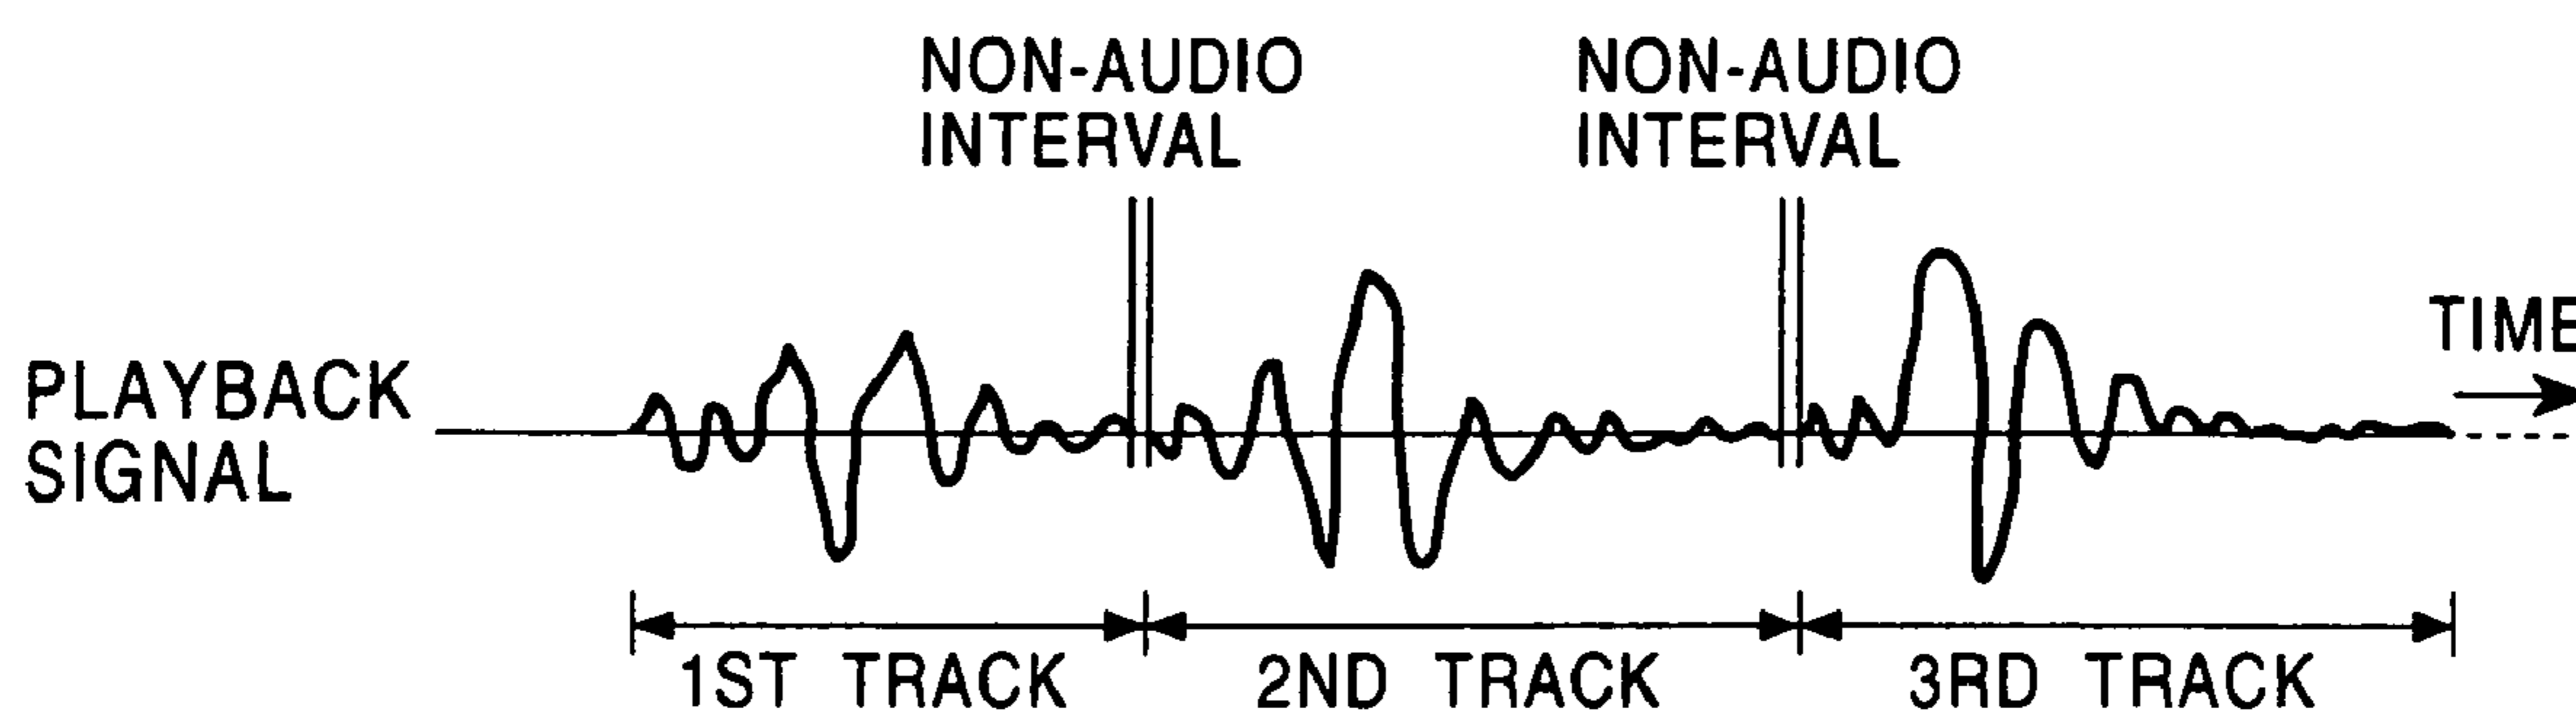 NON-AUDIO
INTERVAL
NON-AUDIO
INTERVAL
TIME
PLAYBACK
SIGNAL
1ST TRACK
2ND TRACK
3RD TRACK